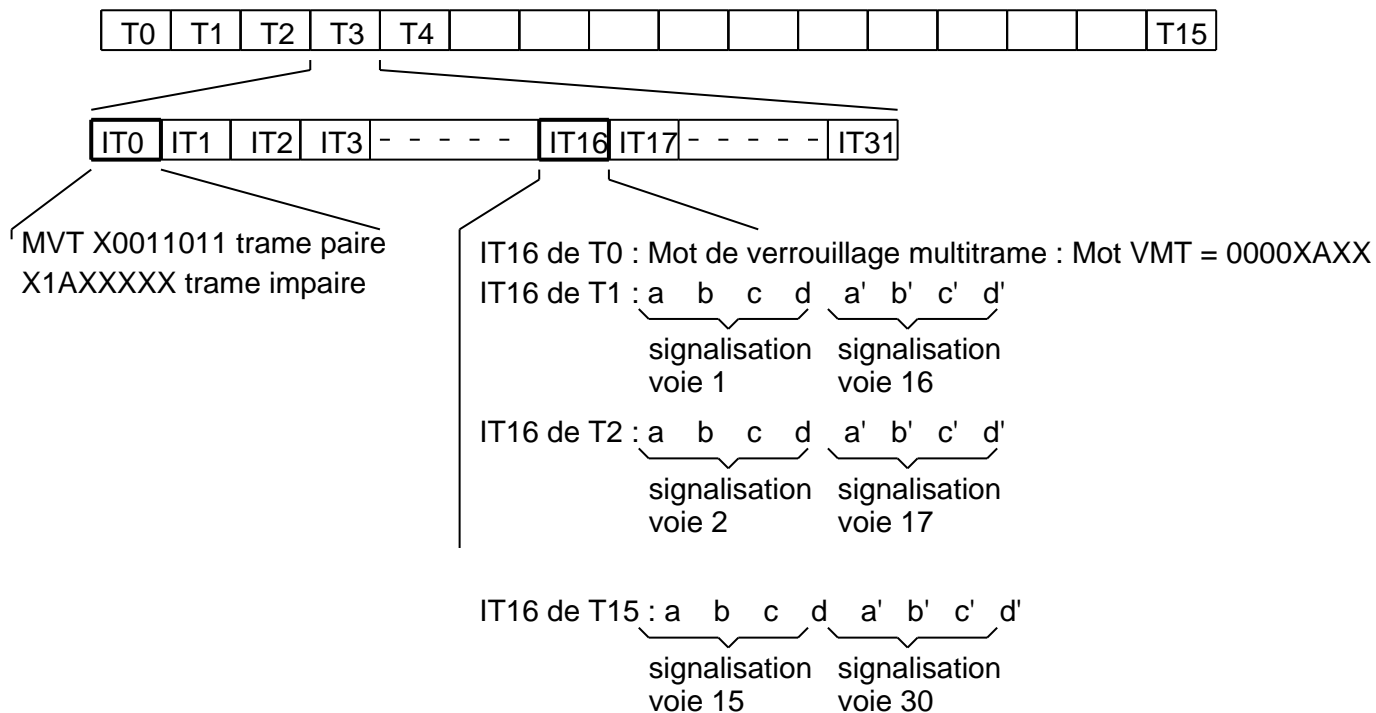 T0 T1 T2 T3 T4 T15
IT0 IT1 IT2 IT3 - - - - - IT16 IT17 - - - - - IT31
MVT X0011011 trame paire
X1AXXXXX trame impaire
IT16 de T0 : Mot de verrouillage multitrame : Mot VMT = 0000XAXX
IT16 de T1 : a b c d a' b' c' d'
signalisation signalisation
voie 1 voie 16
IT16 de T2 : a b c d a' b' c' d'
signalisation signalisation
voie 2 voie 17
IT16 de T15 : a b c d a' b' c' d'
signalisation signalisation
voie 15 voie 30